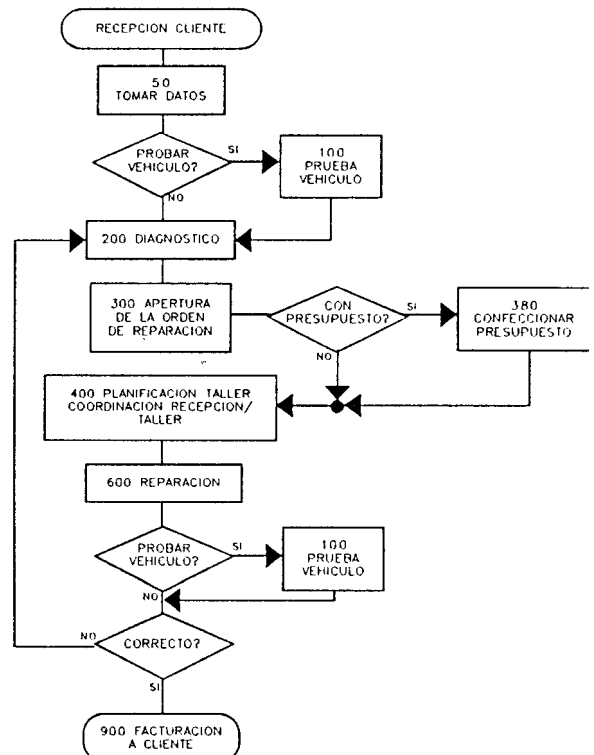 RECEPCION CLIENTE
50
TOMAR DATOS
PROBAR
VEHICULO?
SI
NO
100
PRUEBA
VEHICULO
200 DIAGNOSTICO
300 APERTURA
DE LA ORDEN
DE REPARACION
CON
PRESUPUESTO?
SI
NO
380
CONFECCIONAR
PRESUPUESTO
400 PLANIFICACION TALLER
COORDINACION RECEPCION/
TALLER
600 REPARACION
PROBAR
VEHICULO?
SI
NO
100
PRUEBA
VEHICULO
CORRECTO?
NO
SI
900 FACTURACION
A CLIENTE